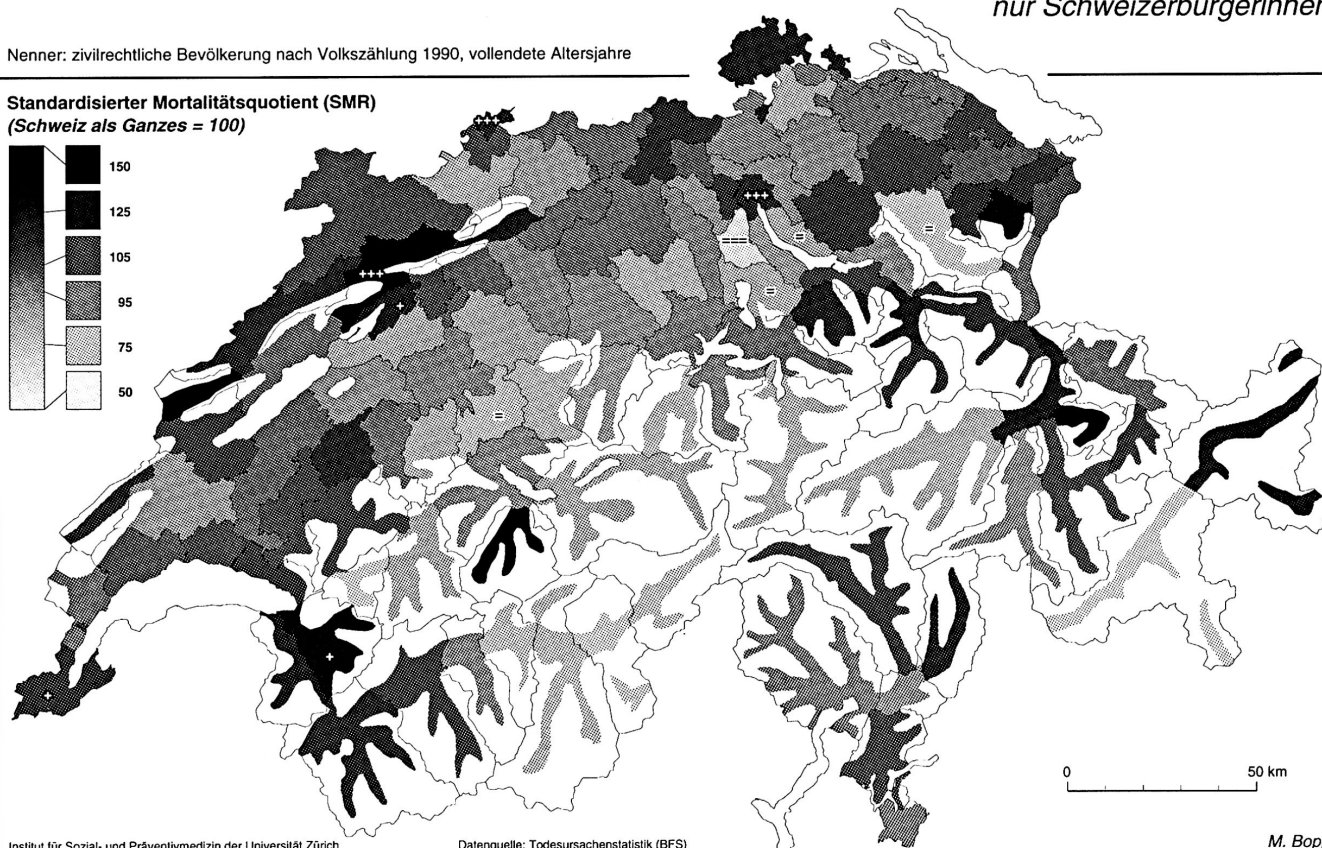 nur Schweizerbürgerinnen
Nenner: zivilrechtliche Bevölkerung nach Volkszählung 1990, vollendete Altersjahre
Standardisierter Mortalitätsquotient (SMR)
(Schweiz als Ganzes = 100)
150
125
105
95
75
50
+++
+++
===
=
=
=
+++
+
=
+
+
0 50 km
Institut für Sozial- und Präventivmedizin der Universität Zürich
Datenquelle: Todesursachenstatistik (BFS)
M. Bopp